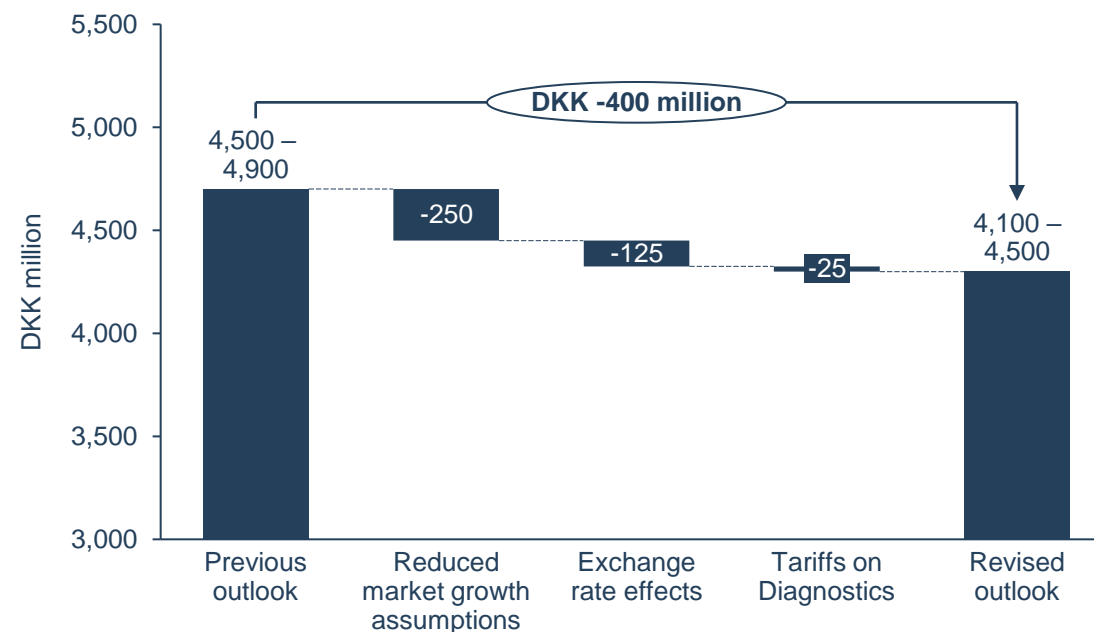 5,500
DKK -400 million
5,000
4,500 –
4,900
-250
4,500
-125
4,100 –
4,500
-25
DKK million
4,000
3,500
3,000
Previous
outlook
Reduced
market growth
assumptions
Exchange
rate effects
Tariffs on
Diagnostics
Revised
outlook